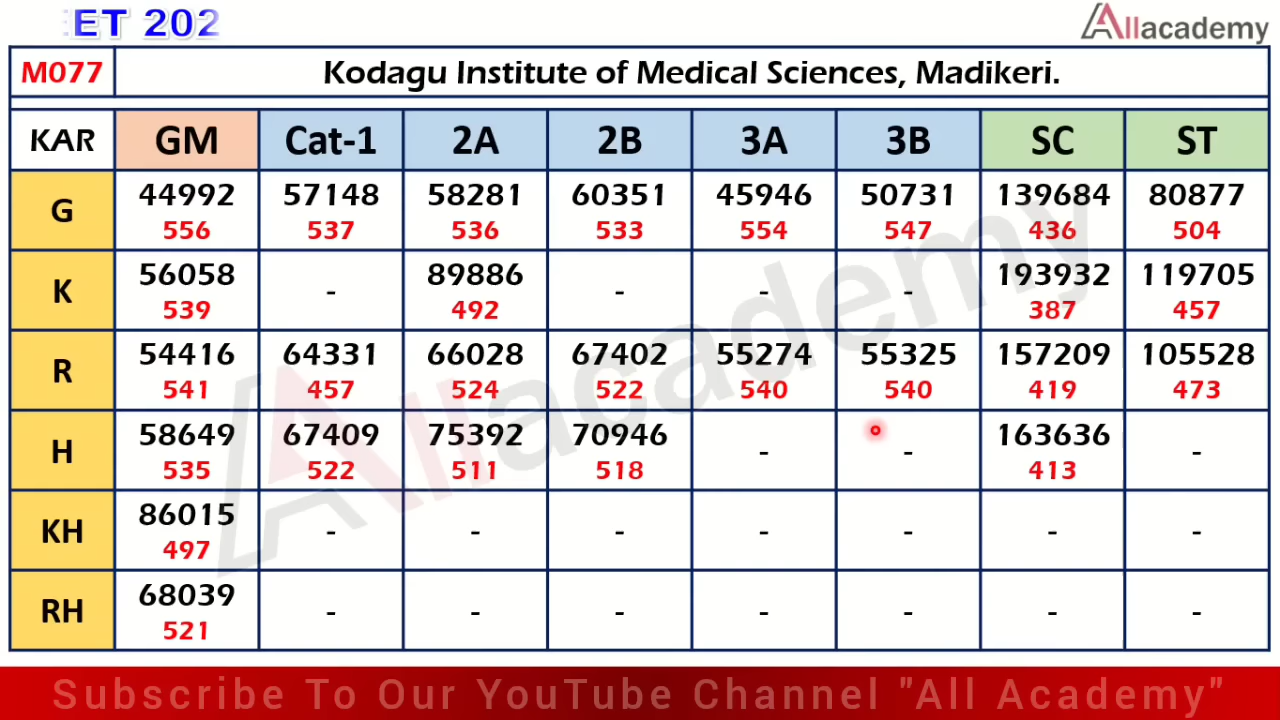 EET 202
Allacademy
M077 Kodagu Institute of Medical Sciences, Madikeri.
KAR GM Cat-1 2A 2B 3A 3B SC ST
G 44992 57148 58281 60351 45946 50731 139684 80877
556 537 536 533 554 547 436 504
K 56058 - 89886 - - - 193932 119705
539 492 387 457
R 54416 64331 66028 67402 55274 55325 157209 105528
541 457 524 522 540 540 419 473
H 58649 67409 75392 70946 - - 163636 -
535 522 511 518 413
KH 86015 - - - - - - -
497
RH 68039 - - - - - - -
521
Allacademy
Subscribe To Our YouTube Channel "All Academy"